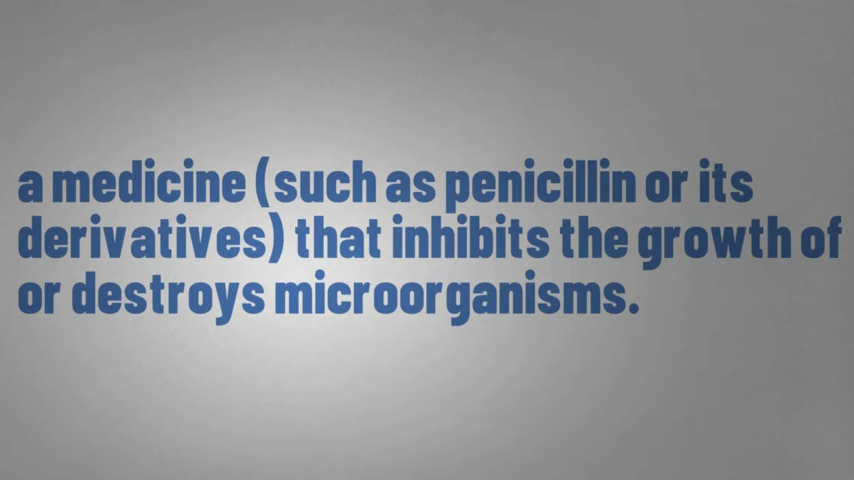 a medicine (such as penicillin or its
derivatives) that inhibits the growth of
or destroys microorganisms.